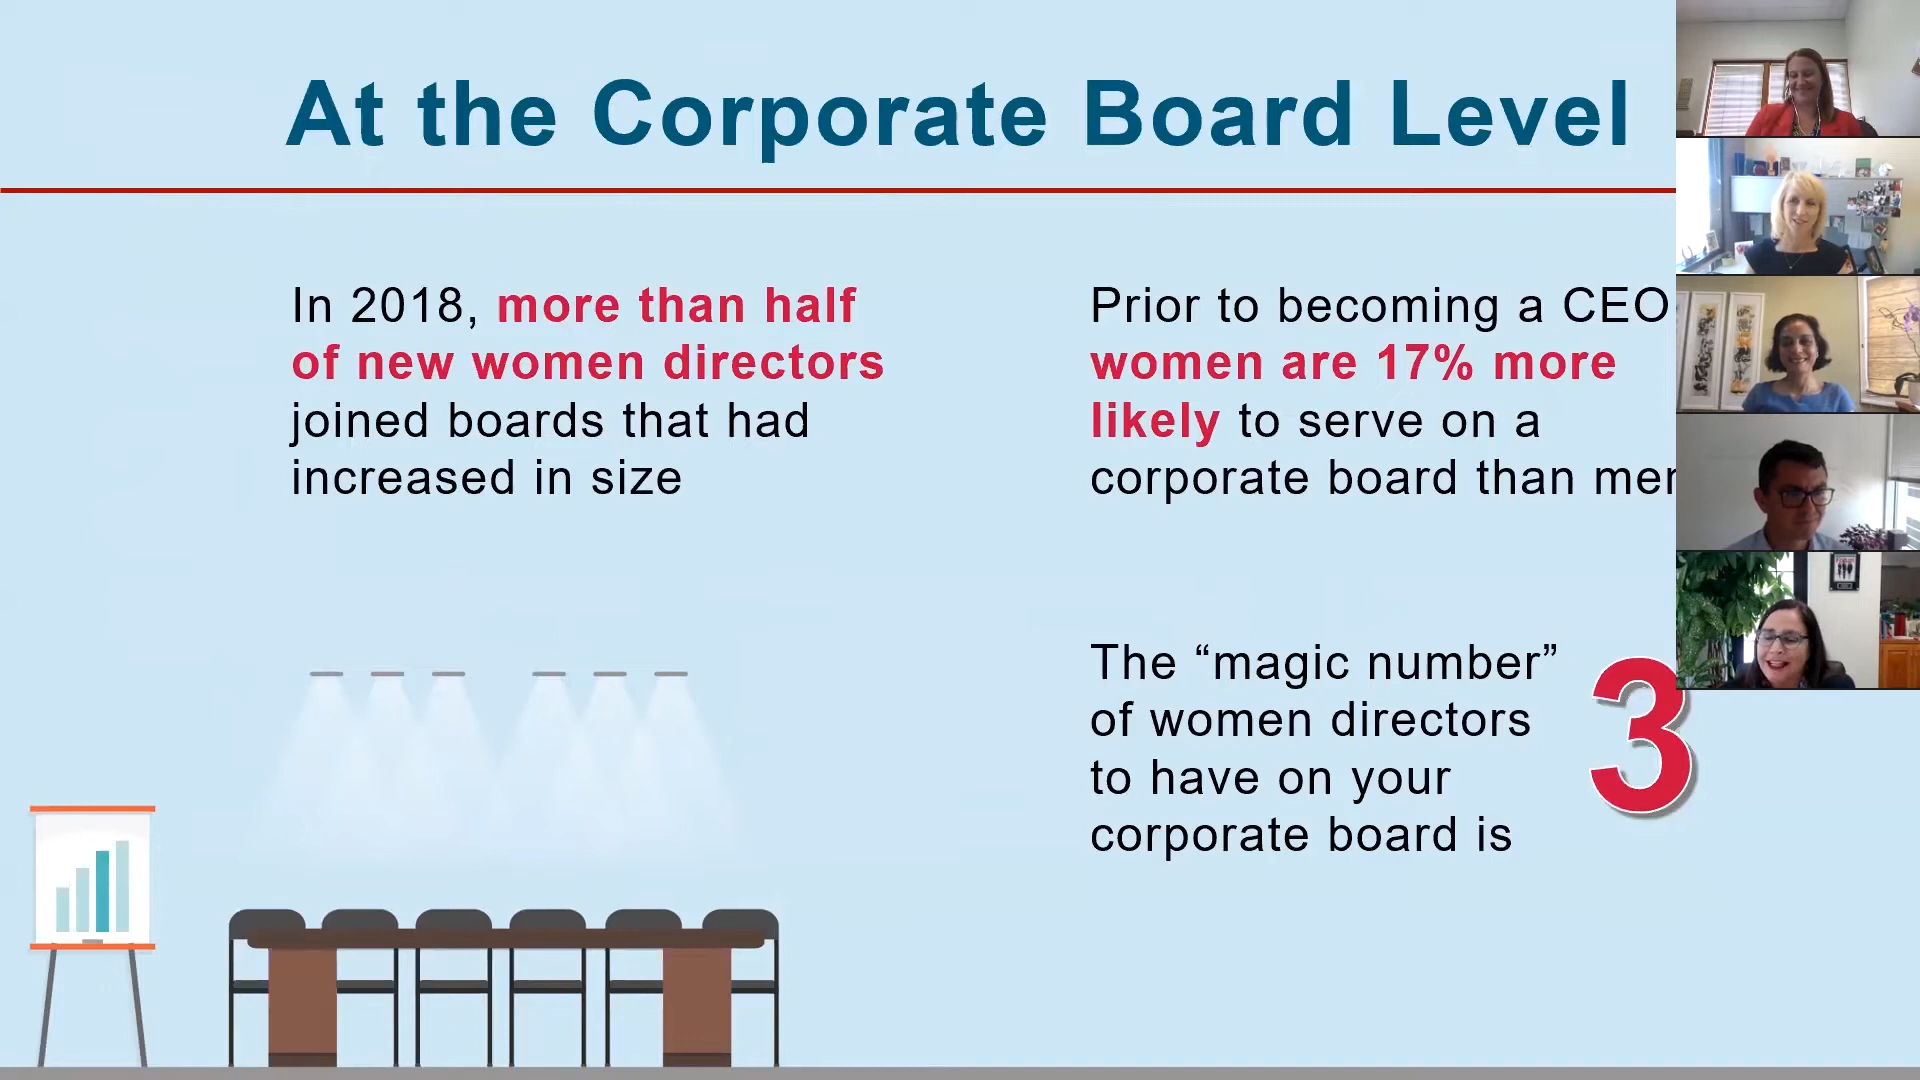 At the Corporate Board Level
In 2018, more than half
of new women directors
joined boards that had
increased in size
Prior to becoming a CEO
women are 17% more
likely to serve on a
corporate board than men
The “magic number”
of women directors
to have on your
corporate board is
3